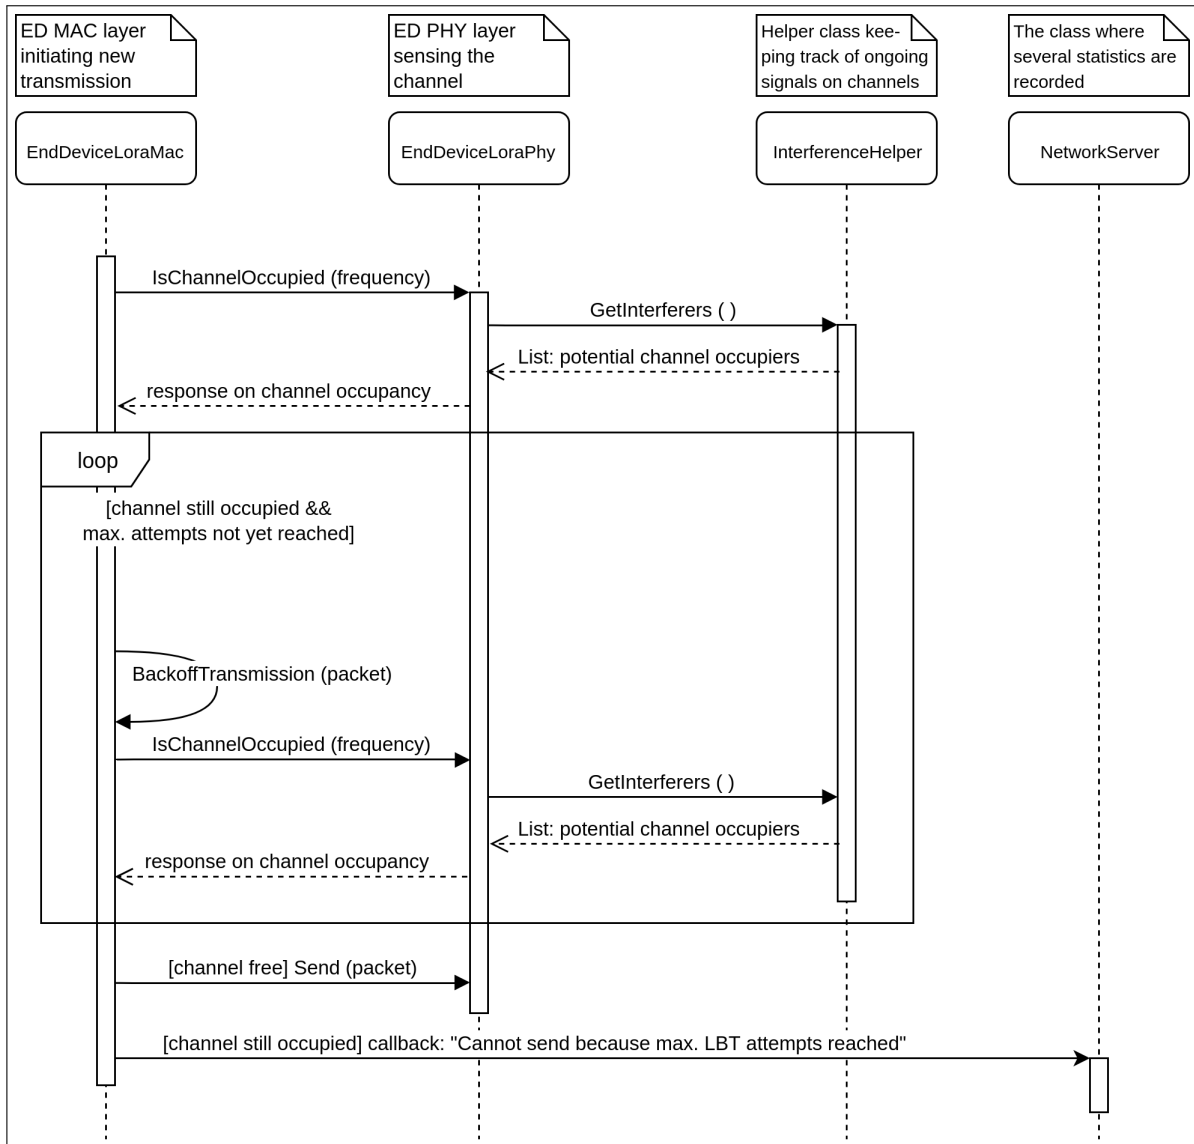 ED MAC layer
initiating new
transmission
ED PHY layer
sensing the
channel
Helper class kee-
ping track of ongoing
signals on channels
The class where
several statistics are
recorded
EndDeviceLoraMac
EndDeviceLoraPhy
InterferenceHelper
NetworkServer
IsChannelOccupied (frequency)
GetInterferers ( )
List: potential channel occupiers
response on channel occupancy
loop
[channel still occupied &&
max. attempts not yet reached]
BackoffTransmission (packet)
IsChannelOccupied (frequency)
GetInterferers ( )
List: potential channel occupiers
response on channel occupancy
[channel free] Send (packet)
[channel still occupied] callback: "Cannot send because max. LBT attempts reached"